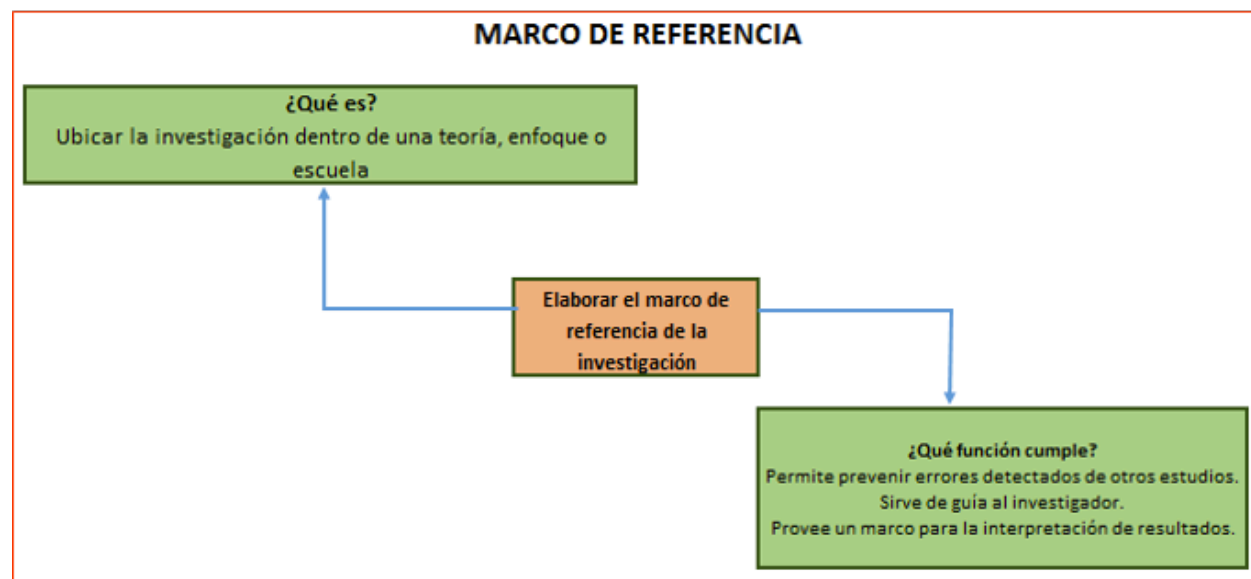 MARCO DE REFERENCIA
¿Qué es?
Ubicar la investigación dentro de una teoría, enfoque o
escuela
Elaborar el marco de
referencia de la
investigación
¿Qué función cumple?
Permite prevenir errores detectados de otros estudios.
Sirve de guía al investigador.
Provee un marco para la interpretación de resultados.